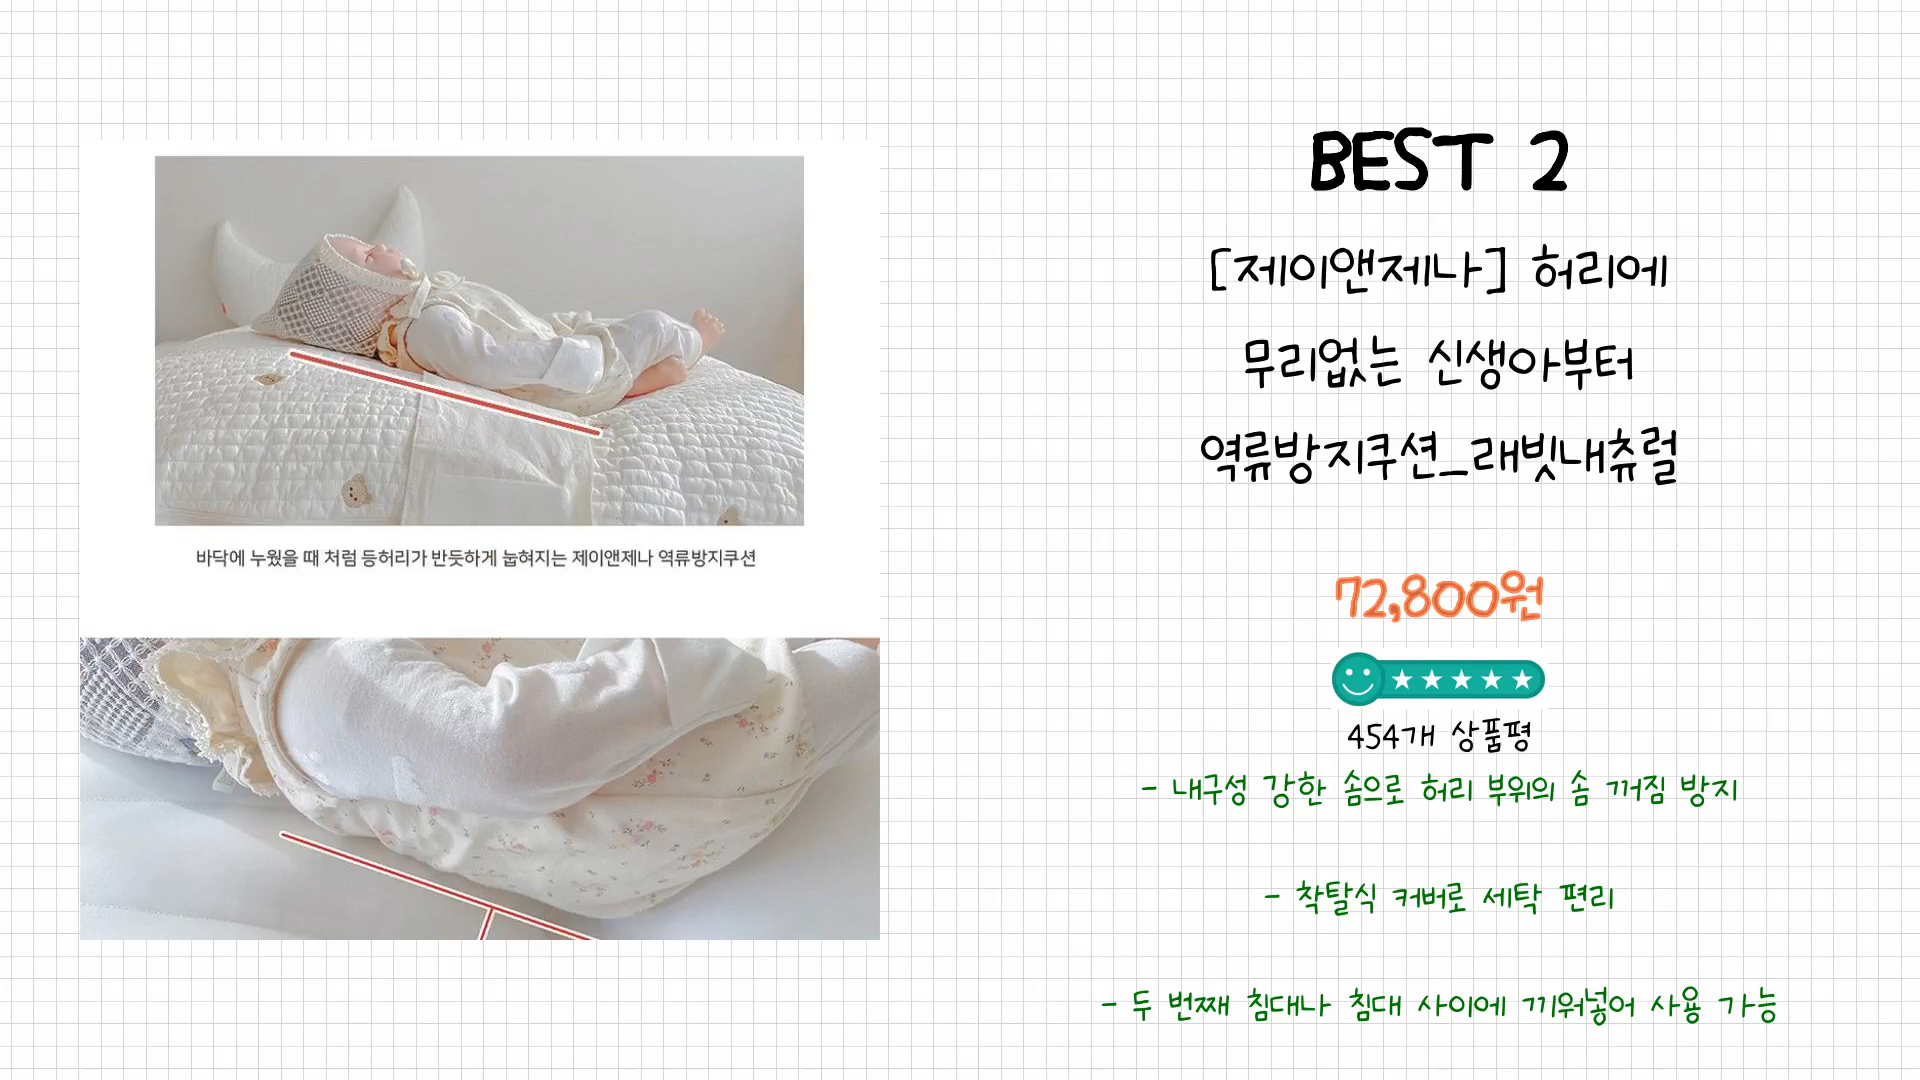 바닥에 누웠을 때 처럼 등허리가 반듯하게 눕혀지는 제이앤제나 역류방지쿠션
BEST 2
[제이앤제나] 허리에
무리없는 신생아부터
역류방지쿠션_래빗내츄럴
72,800원
454개 상품평
- 내구성 강한 솜으로 허리 부위의 솜 꺼짐 방지
- 착탈식 커버로 세탁 편리
- 두 번째 침대나 침대 사이에 끼워넣어 사용 가능